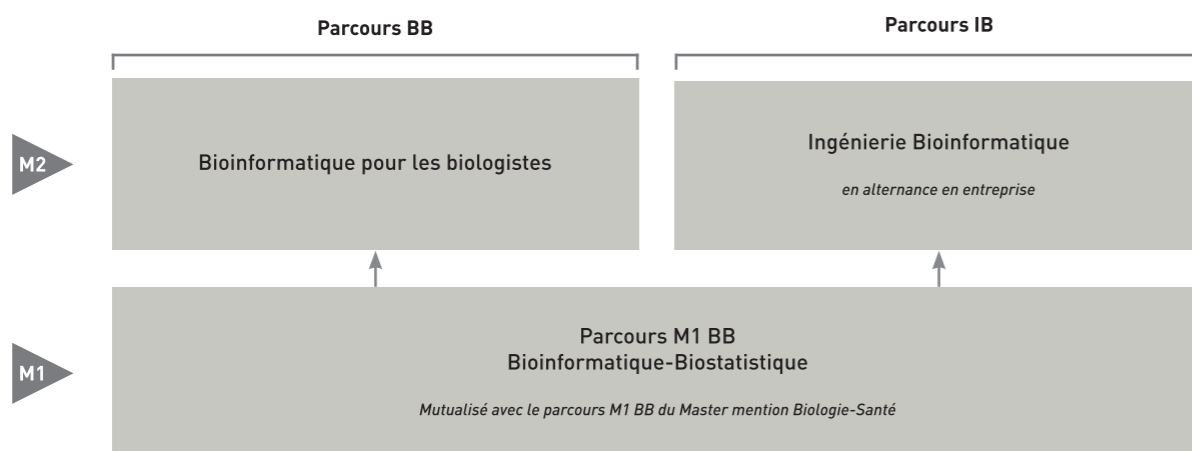 Parcours BB
Parcours IB
M2
Bioinformatique pour les biologistes
Ingénierie Bioinformatique
en alternance en entreprise
M1
Parcours M1 BB
Bioinformatique-Biostatistique
Mutualisé avec le parcours M1 BB du Master mention Biologie-Santé